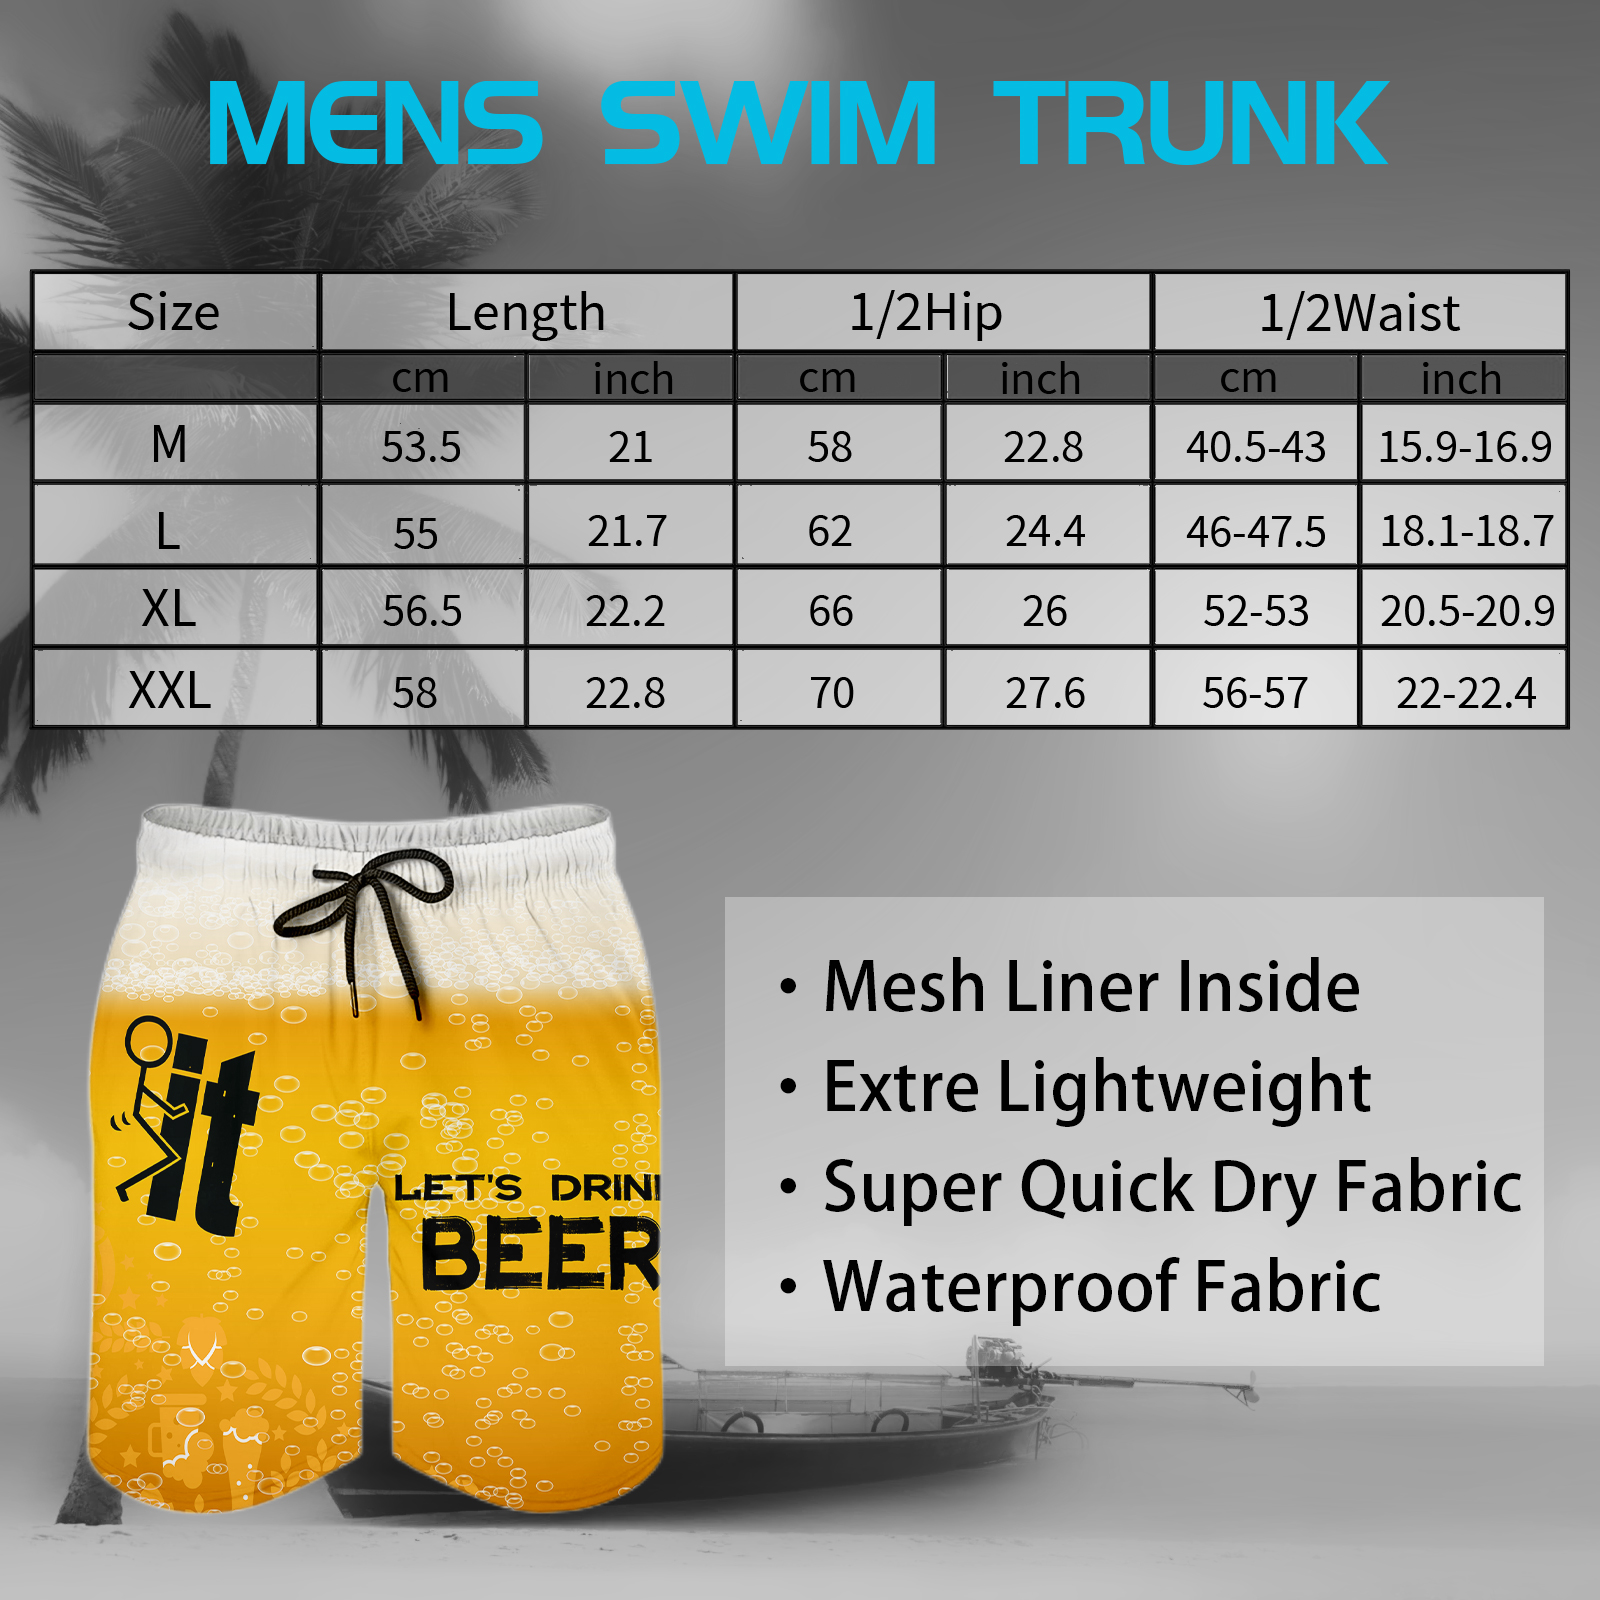 MENS SWIM TRUNK
Size Length 1/2Hip 1/2Waist
cm inch cm inch cm inch
M 53.5 21 58 22.8 40.5-43 15.9-16.9
L 55 21.7 62 24.4 46-47.5 18.1-18.7
XL 56.5 22.2 66 26 52-53 20.5-20.9
XXL 58 22.8 70 27.6 56-57 22-22.4
it
LET'S DRIN
BEER
• Mesh Liner Inside
• Extre Lightweight
• Super Quick Dry Fabric
• Waterproof Fabric